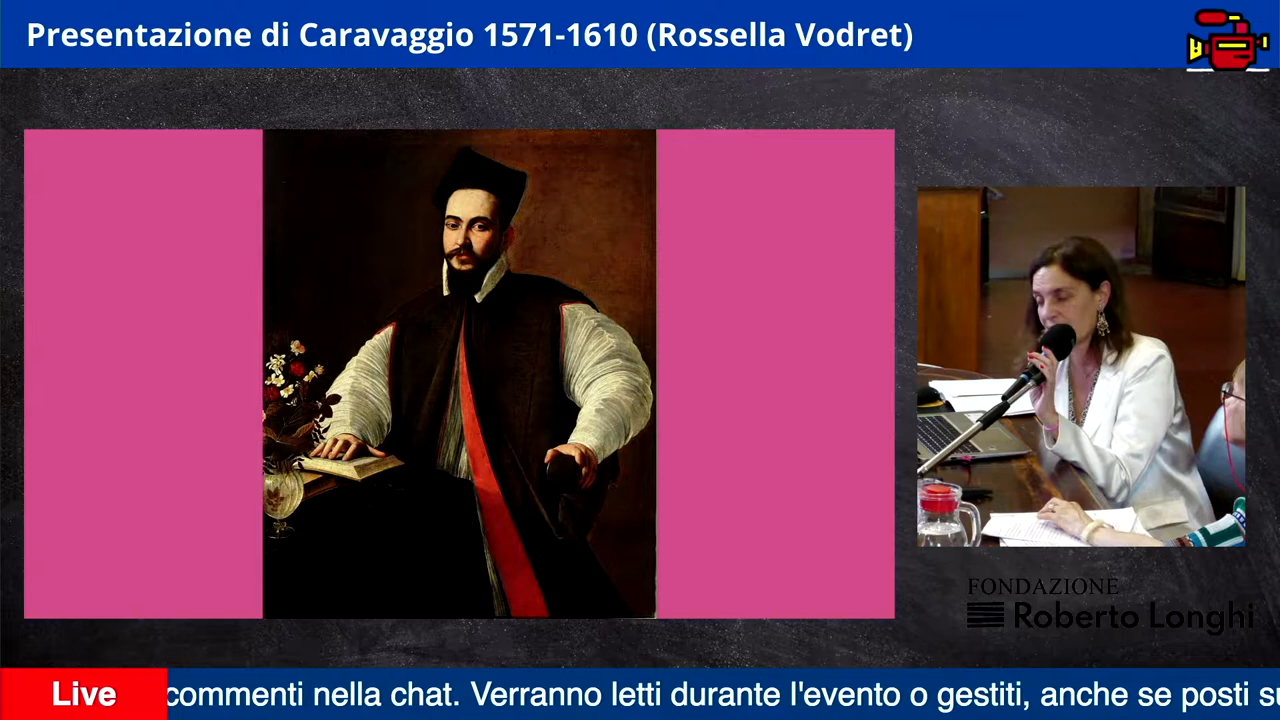 Presentazione di Caravaggio 1571-1610 (Rossella Vodret)
FONDAZIONE
Roberto Longhi
Live
commenti nella chat. Verranno letti durante l'evento o gestiti, anche se posti